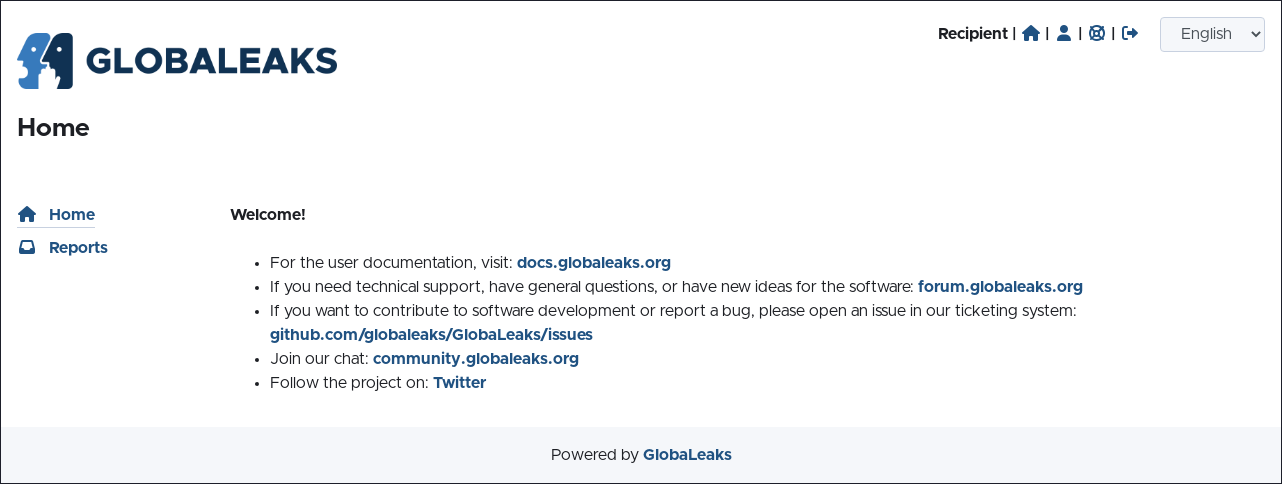 GLOBALEAKS
Recipient | | | |
English
Home
Home
Reports
Welcome!
• For the user documentation, visit: docs.globaleaks.org
• If you need technical support, have general questions, or have new ideas for the software: forum.globaleaks.org
• If you want to contribute to software development or report a bug, please open an issue in our ticketing system:
github.com/globaleaks/GlobaLeaks/issues
• Join our chat: community.globaleaks.org
• Follow the project on: Twitter
Powered by GlobaLeaks